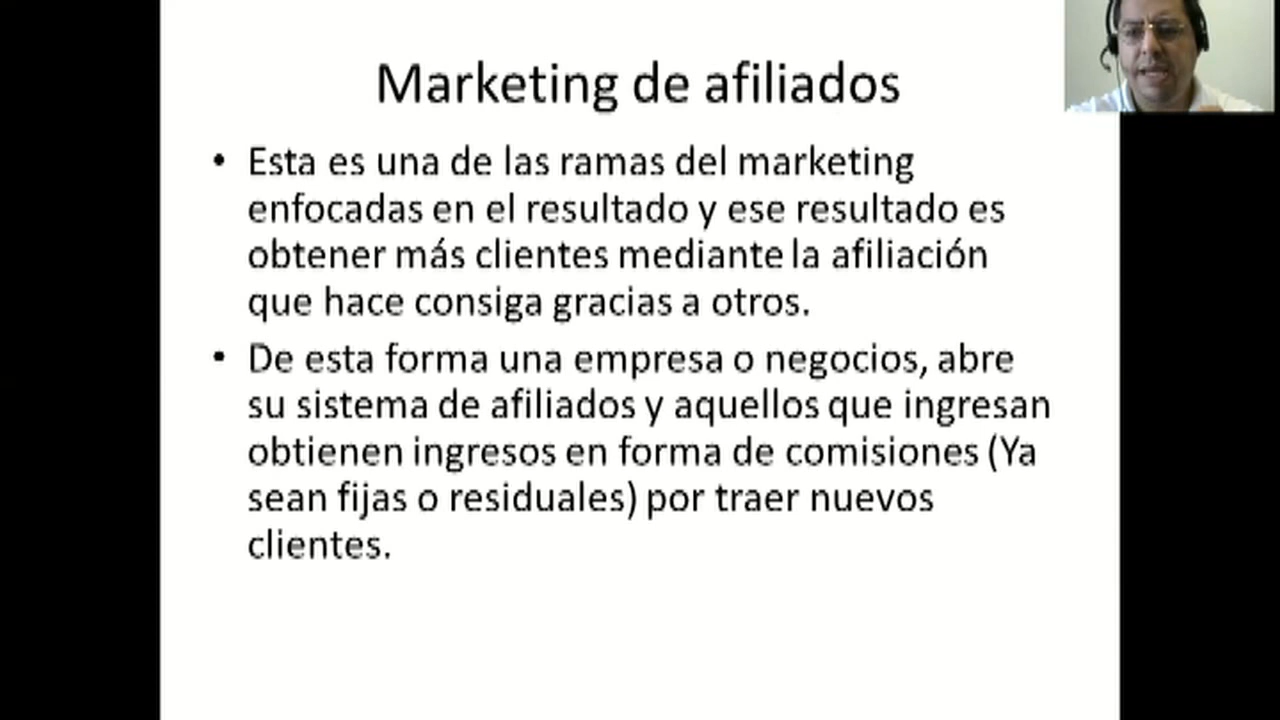 Marketing de afiliados
• Esta es una de las ramas del marketing
enfocadas en el resultado y ese resultado es
obtener más clientes mediante la afiliación
que hace consiga gracias a otros.
• De esta forma una empresa o negocios, abre
su sistema de afiliados y aquellos que ingresan
obtienen ingresos en forma de comisiones (Ya
sean fijas o residuales) por traer nuevos
clientes.